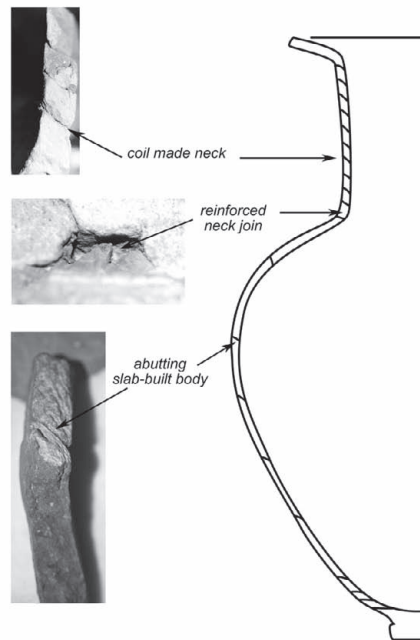 coil made neck
reinforced
neck join
abutting
slab-built body